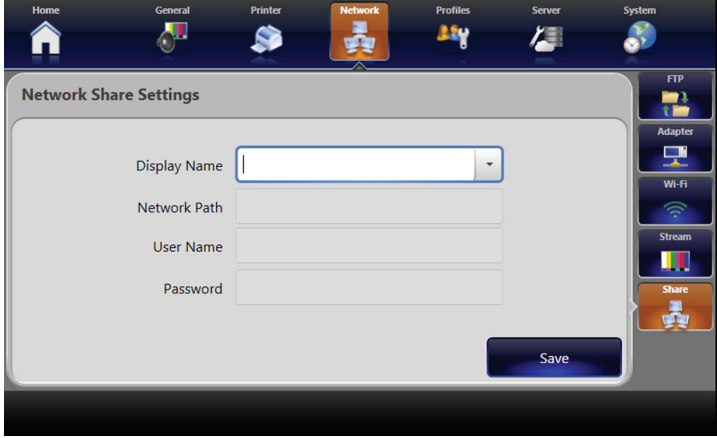 Home General Printer Network Profiles Server System
FTP
Network Share Settings
Adapter
Display Name
Wi-Fi
Network Path
Stream
User Name
Password
Share
Save